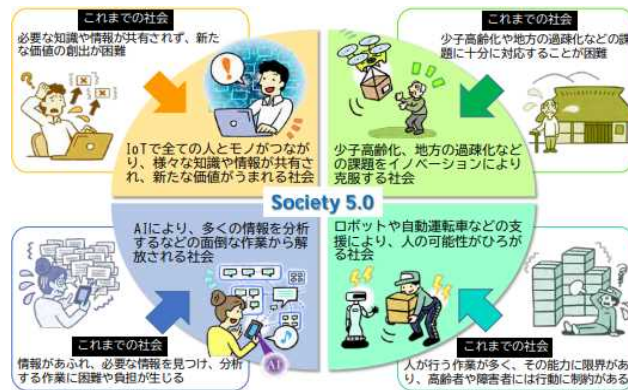 これまでの社会
必要な知識や情報が共有されず、新た
な価値の創出が困難
IoTで全ての人とモノがつなが
り、様々な知識や情報が共有さ
れ、新たな価値がうまれる社会
これまでの社会
少子高齢化や地方の過疎化などの課
題に十分に対応することが困難
少子高齢化、地方の過疎化など
の課題をイノベーションにより
克服する社会
Society 5.0
AIにより、多くの情報を分析
するなどの面倒な作業から解
放される社会
AI
これまでの社会
情報があふれ、必要な情報を見つけ、分析
する作業に困難や負担が生じる
ロボットや自動運転車などの支
援により、人の可能性がひろが
る社会
これまでの社会
人が行う作業が多く、その能力に限界があ
り、高齢者や障害者には行動に制約がある